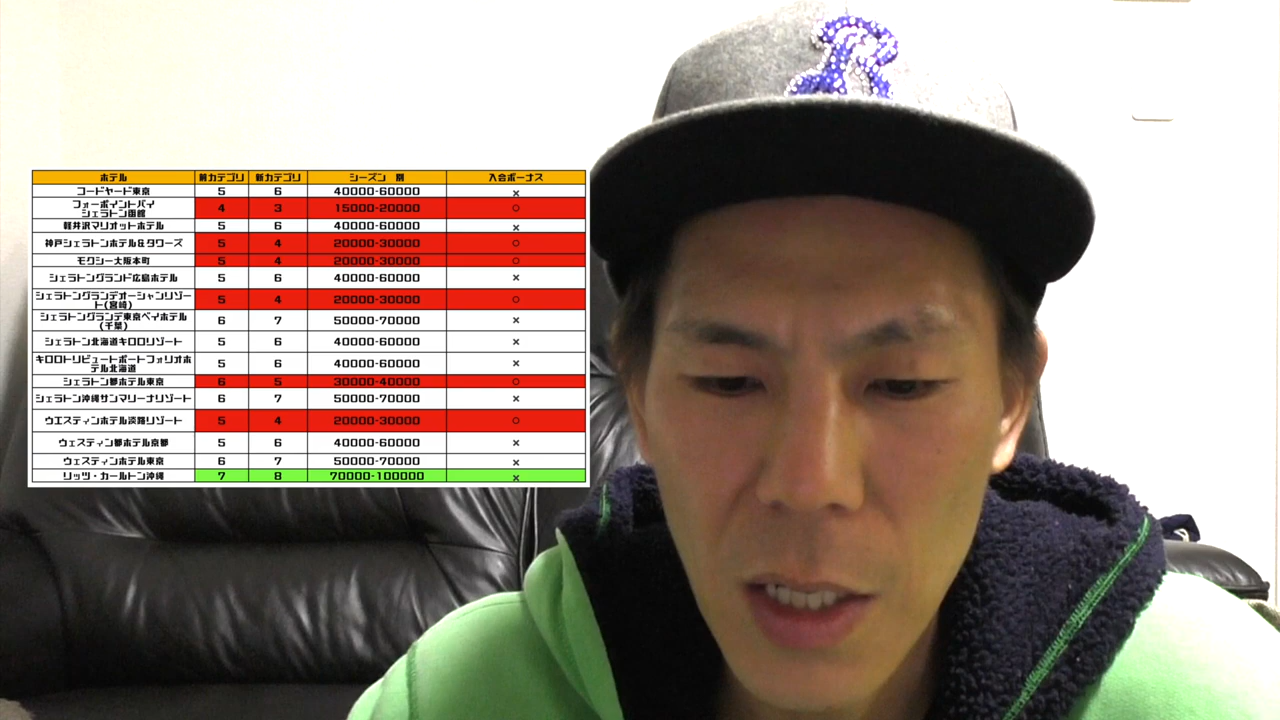 ホテル 前カテゴリ 新カテゴリ シーズン 別 入会ボーナス
コードヤード東京 5 6 40000-60000 ×
フォーポイントバイ
シェラトン函館 4 3 15000-20000 ○
軽井沢マリオットホテル 5 6 40000-60000 ×
神戸シェラトンホテル&タワーズ 5 4 20000-30000 ○
モクシー大阪本町 5 4 20000-30000 ○
シェラトングランド広島ホテル 5 6 40000-60000 ×
シェラトングランデオーシャンリゾー
ト(宮崎) 5 4 20000-30000 ○
シェラトングランデ東京ベイホテル
(千葉) 6 7 50000-70000 ×
シェラトン北海道キロロリゾート 5 6 40000-60000 ×
キロロトリビュートポートフォリオホ
テル北海道 5 6 40000-60000 ×
シェラトン都ホテル東京 6 5 30000-40000 ○
シェラトン沖縄サンマリーナリゾート 6 7 50000-70000 ×
ウエスティンホテル淡路リゾート 5 4 20000-30000 ○
ウェスティン都ホテル京都 5 6 40000-60000 ×
ウェスティンホテル東京 6 7 50000-70000 ×
リッツ・カールトン沖縄 7 8 70000-100000 ×
R